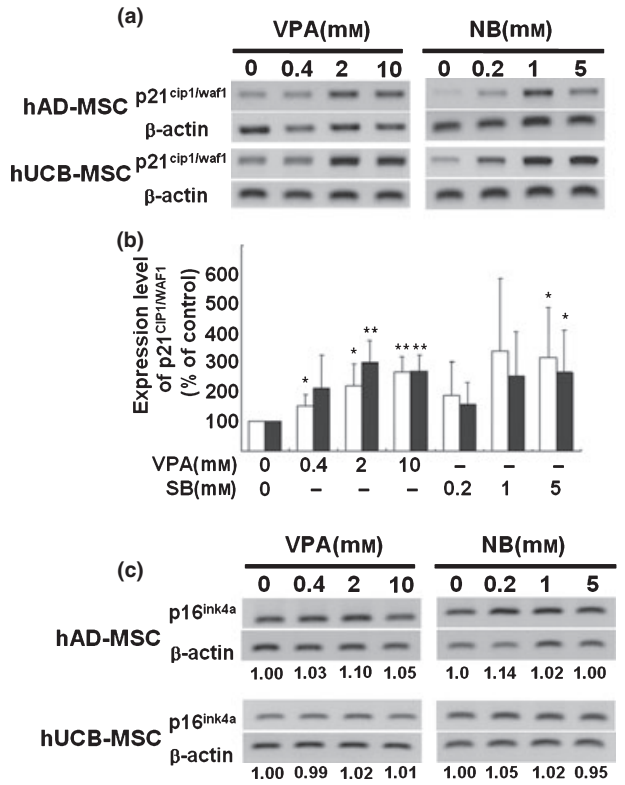 (a)
VPA(mM) NB(mM)
0 0.4 2 10 0 0.2 1 5
hAD-MSC p21cip1/waf1
β-actin
hUCB-MSC p21cip1/waf1
β-actin
(b)
Expression level
of p21CIP1/WAF1
(% of control)
600
500
400
300
200
100
* * ** ** ** * *
VPA(mM) 0 0.4 2 10 – – –
SB(mM) 0 – – – 0.2 1 5
(c)
VPA(mM) NB(mM)
0 0.4 2 10 0 0.2 1 5
hAD-MSC p16ink4a
β-actin
1.00 1.03 1.10 1.05 1.0 1.14 1.02 1.00
hUCB-MSC p16ink4a
β-actin
1.00 0.99 1.02 1.01 1.00 1.05 1.02 0.95